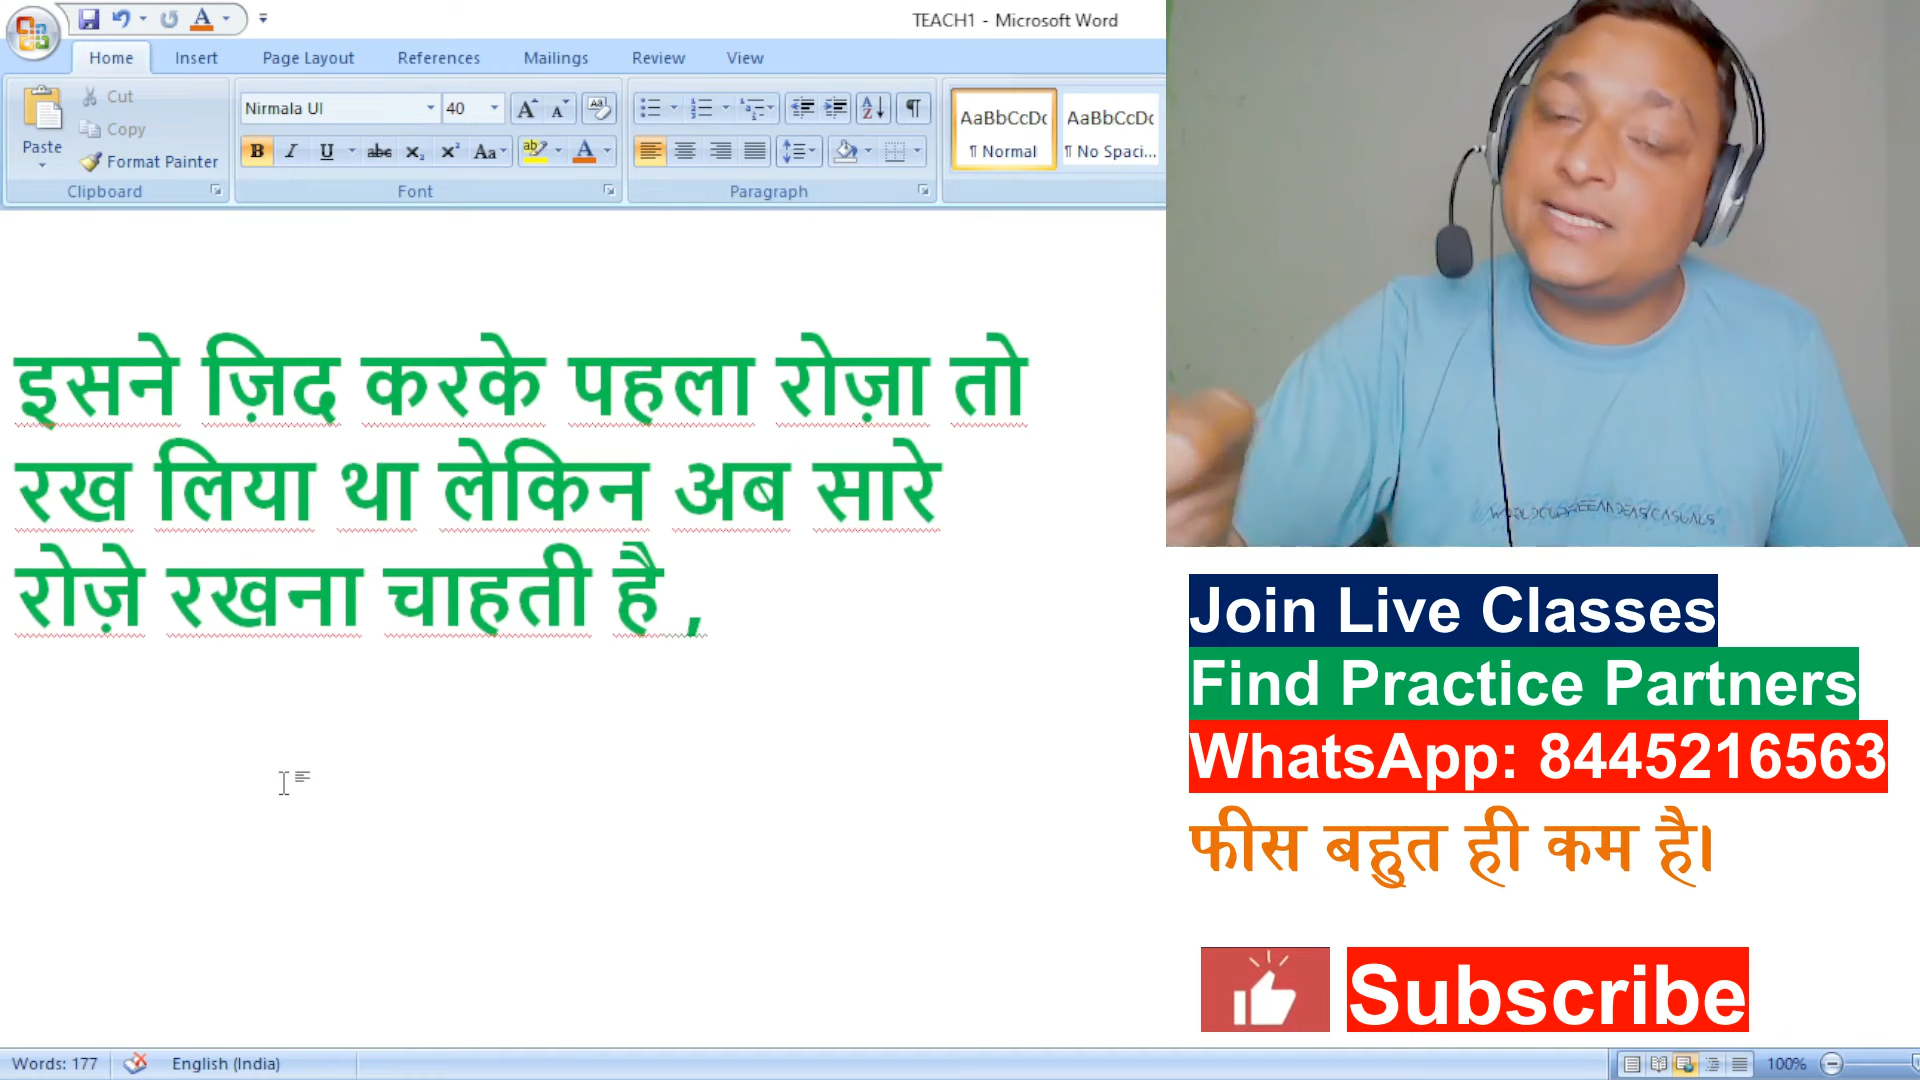 TEACH1 - Microsoft Word
Home Insert Page Layout References Mailings Review View
Paste
Cut
Copy
Format Painter
Clipboard
Nirmala UI 40
Font
Paragraph
AaBbCcDc AaBbCcDc
¶ Normal ¶ No Spaci...
इसने ज़िद करके पहला रोज़ा तो
रख लिया था लेकिन अब सारे
रोज़े रखना चाहती है ,
Join Live Classes
Find Practice Partners
WhatsApp: 8445216563
फीस बहुत ही कम है।
Subscribe
Words: 177 English (India) 100%